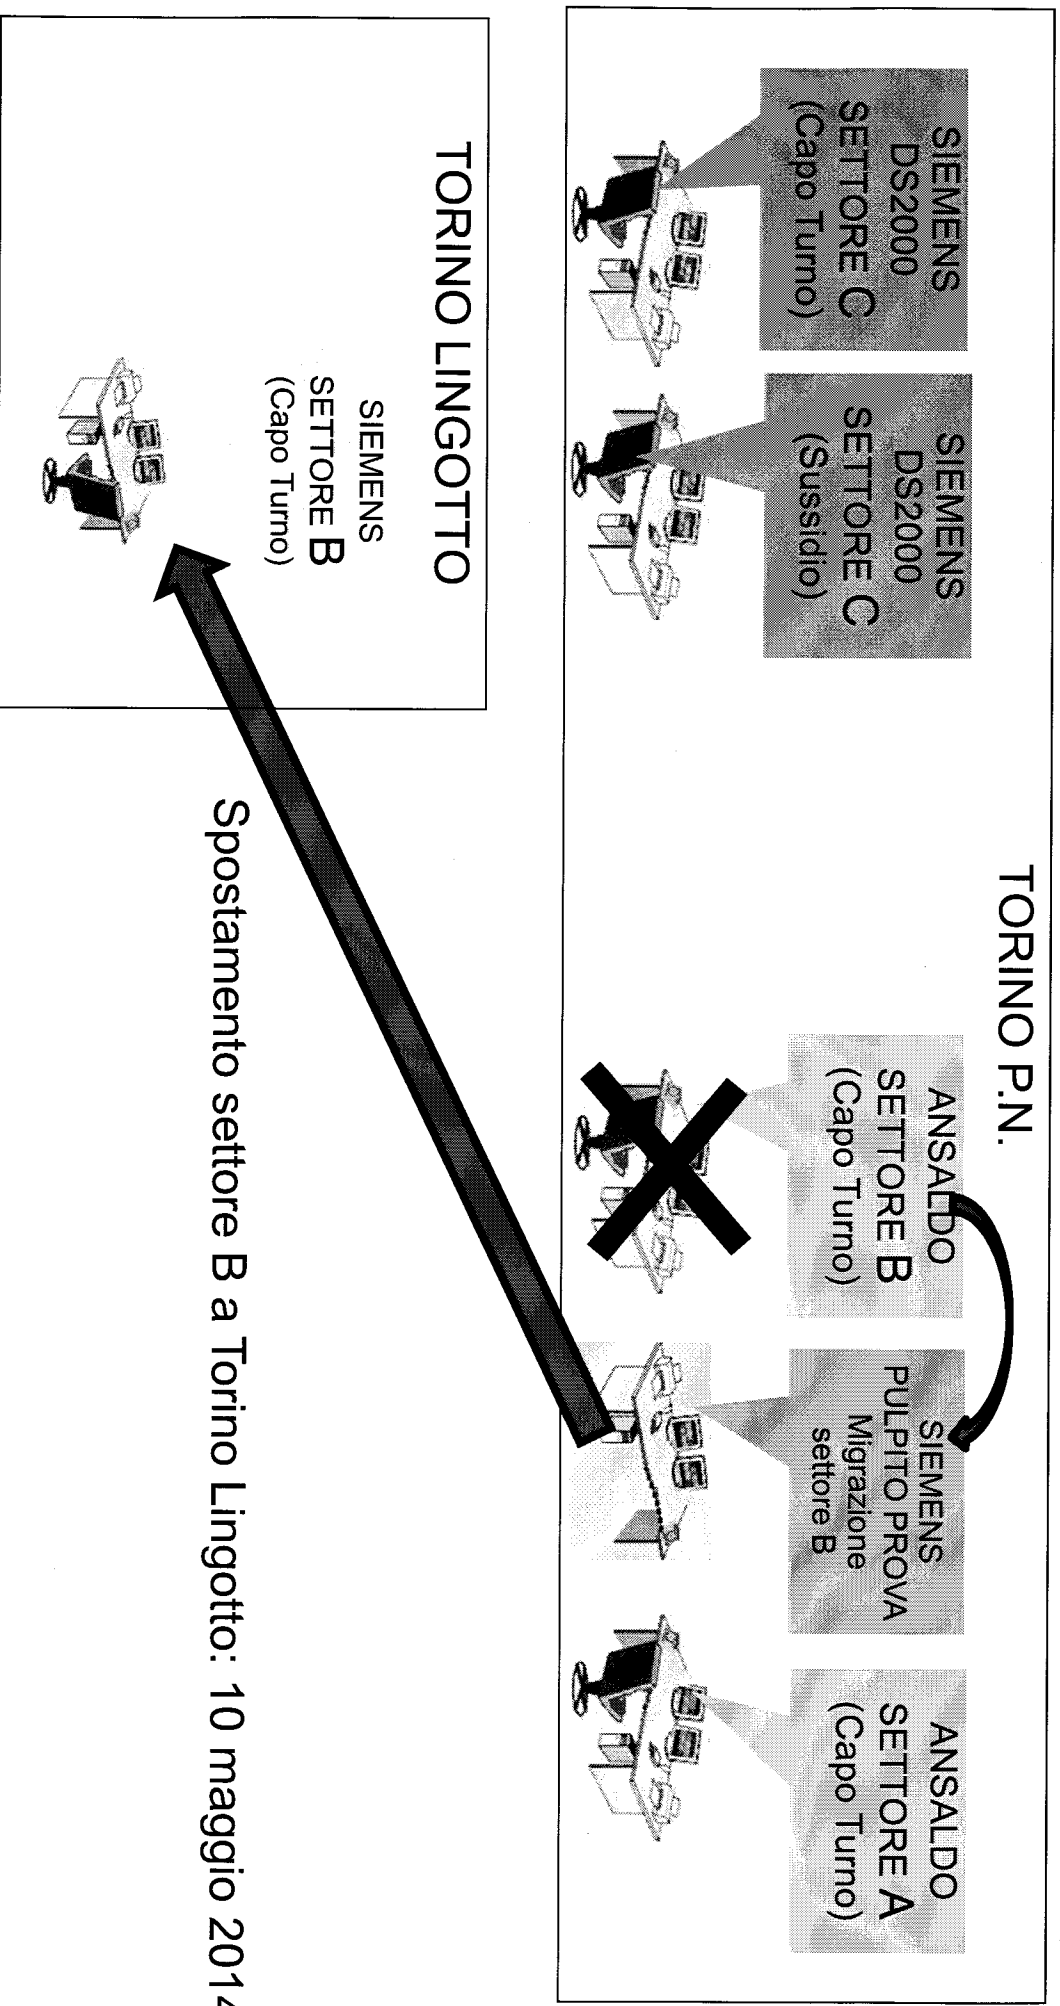 TORINO P.N.
SIEMENS
DS2000
SETTORE C
(Capo Turno)
SIEMENS
DS2000
SETTORE C
(Sussidio)
ANSALDO
SETTORE B
(Capo Turno)
SIEMENS
PULPITO PROVA
Migrazione
settore B
ANSALDO
SETTORE A
(Capo Turno)
TORINO LINGOTTO
SIEMENS
SETTORE B
(Capo Turno)
Spostamento settore B a Torino Lingotto: 10 maggio 2014